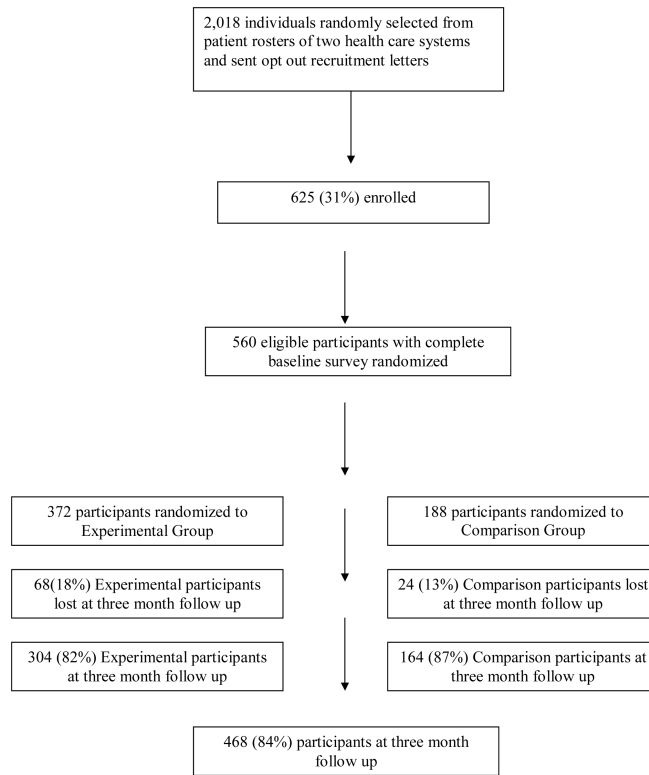 2,018 individuals randomly selected from
patient rosters of two health care systems
and sent opt out recruitment letters
625 (31%) enrolled
560 eligible participants with complete
baseline survey randomized
372 participants randomized to
Experimental Group
188 participants randomized to
Comparison Group
68(18%) Experimental participants
lost at three month follow up
24 (13%) Comparison participants lost
at three month follow up
304 (82%) Experimental participants
at three month follow up
164 (87%) Comparison participants at
three month follow up
468 (84%) participants at three month
follow up